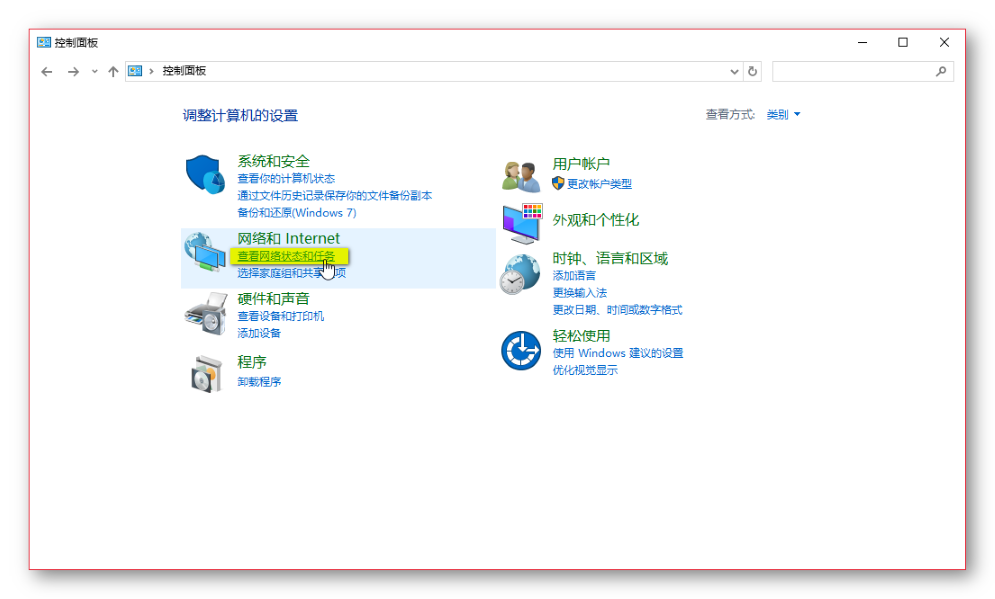 控制面板
控制面板
调整计算机的设置
查看方式: 类别
系统和安全
查看你的计算机状态
通过文件历史记录保存你的文件备份副本
备份和还原(Windows 7)
网络和 Internet
查看网络状态和任务
选择家庭组和共享选项
硬件和声音
查看设备和打印机
添加设备
程序
卸载程序
用户帐户
更改帐户类型
外观和个性化
时钟、语言和区域
添加语言
更换输入法
更改日期、时间或数字格式
轻松使用
使用 Windows 建议的设置
优化视觉显示